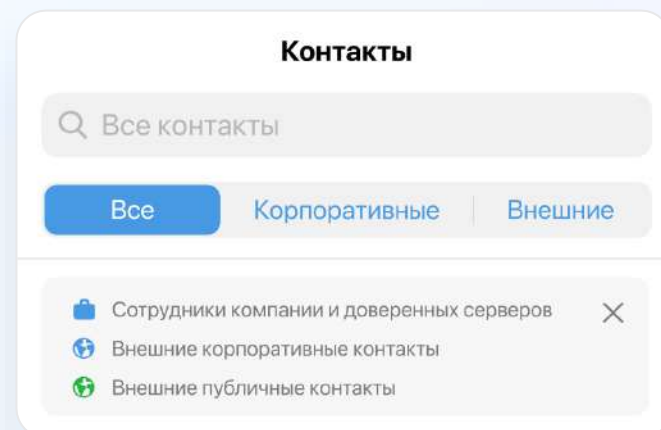 Контакты
Все контакты
Все Корпоративные Внешние
Сотрудники компании и доверенных серверов
Внешние корпоративные контакты
Внешние публичные контакты